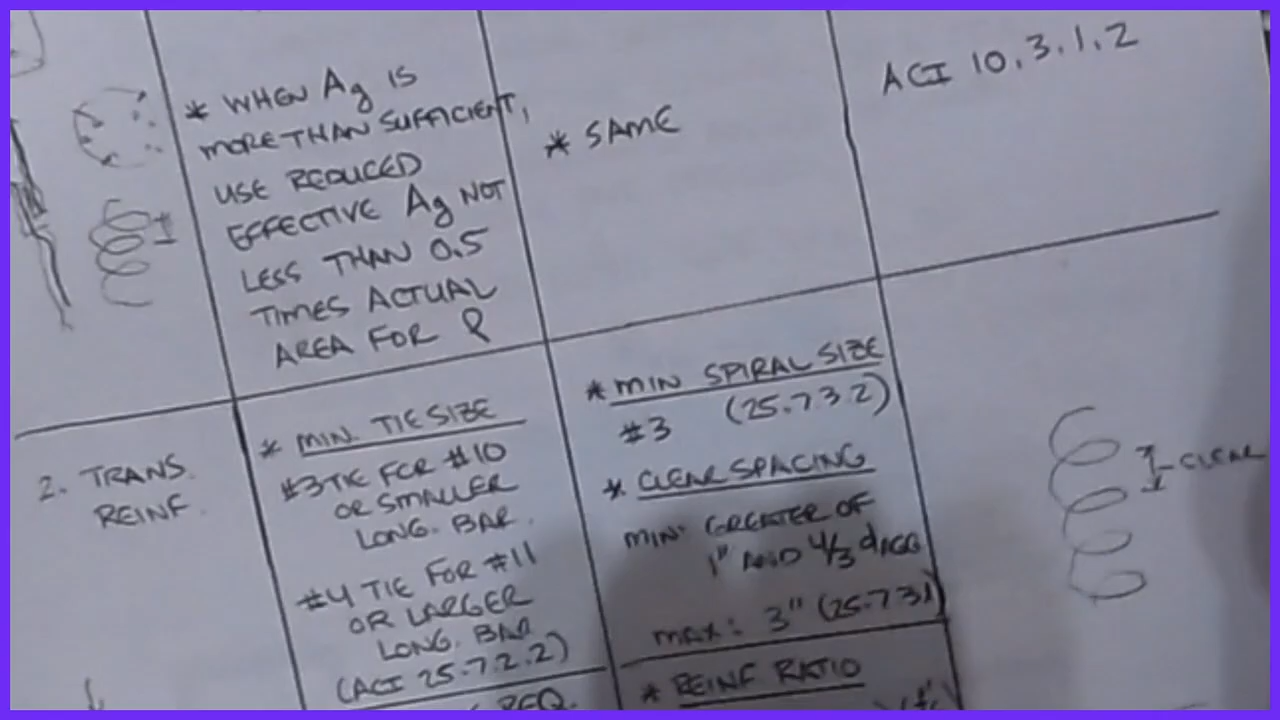 * WHEN Ag IS
MORE THAN SUFFICIENT,
USE REDUCED
EFFECTIVE Ag NOT
LESS THAN 0.5
TIMES ACTUAL
AREA FOR ρ
* SAME
ACI 10.3.1.2
2. TRANS.
REINF.
* MIN. TIE SIZE
#3 TIE FOR #10
OR SMALLER
LONG. BAR.
#4 TIE FOR #11
OR LARGER
LONG. BAR
(ACI 25.7.2.2)
REQ.
* MIN SPIRAL SIZE
#3 (25.7.3.2)
* CLEAR SPACING
MIN: GREATER OF
1" AND 4/3 dAGG
MAX: 3" (25.7.3.1)
* REINF RATIO
CLEAR